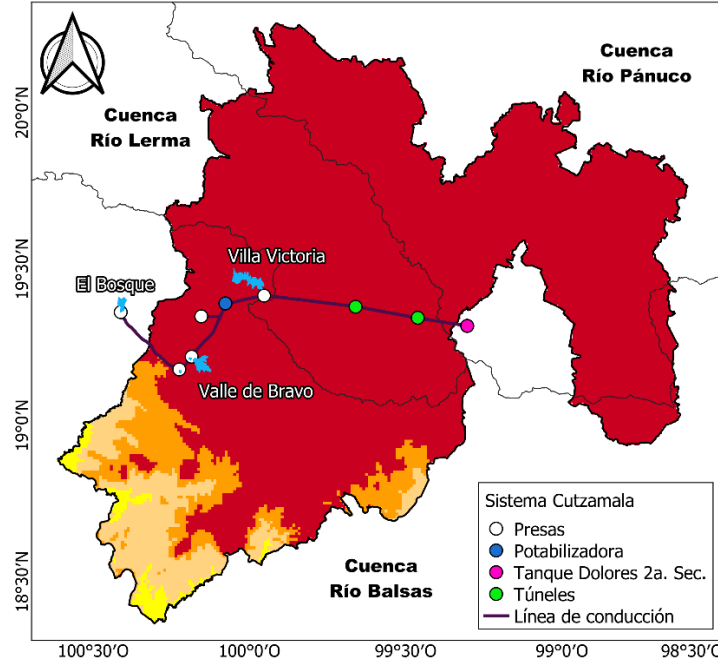 Cuenca
Río Pánuco
Cuenca
Río Lerma
20°0'N
19°30'N
19°0'N
18°30'N
Villa Victoria
El Bosque
Valle de Bravo
Cuenca
Río Balsas
Sistema Cutzamala
Presas
Potabilizadora
Tanque Dolores 2a. Sec.
Túneles
Línea de conducción
100°30'O
100°0'O
99°30'O
99°0'O
98°30'O